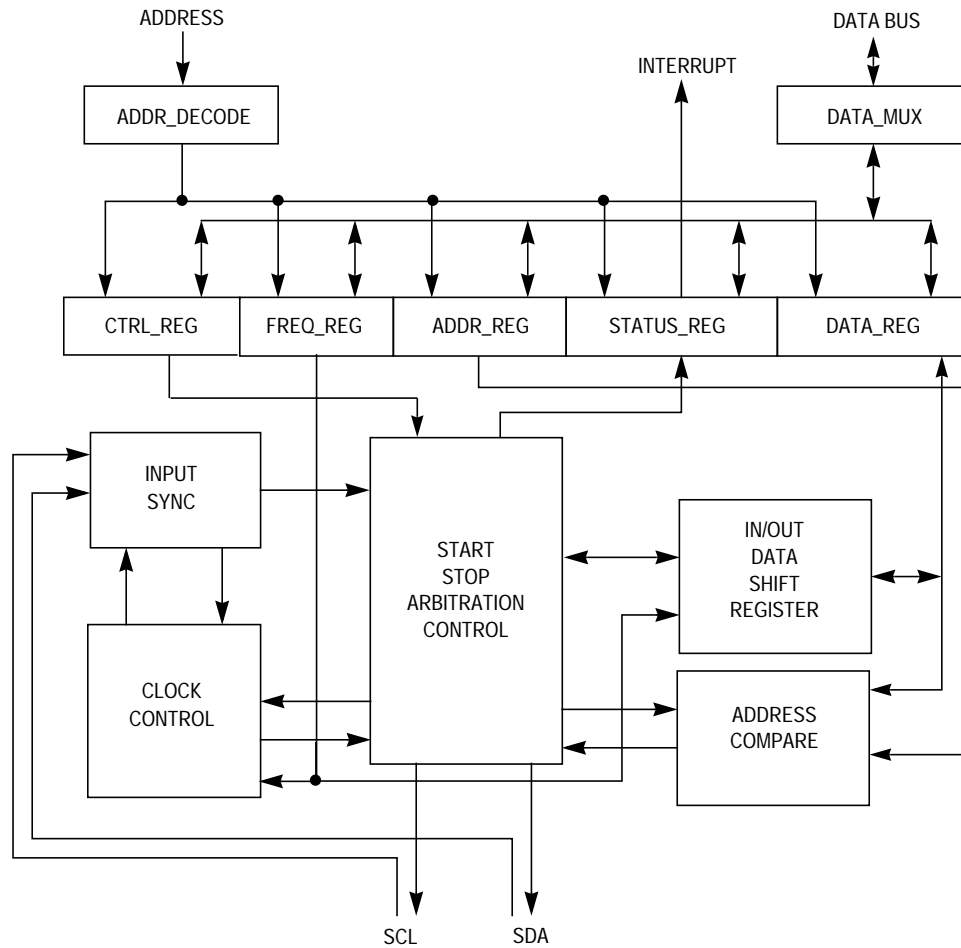 ADDRESS
DATA BUS
INTERRUPT
ADDR_DECODE
DATA_MUX
CTRL_REG
FREQ_REG
ADDR_REG
STATUS_REG
DATA_REG
INPUT
SYNC
START
STOP
ARBITRATION
CONTROL
IN/OUT
DATA
SHIFT
REGISTER
CLOCK
CONTROL
ADDRESS
COMPARE
SCL
SDA